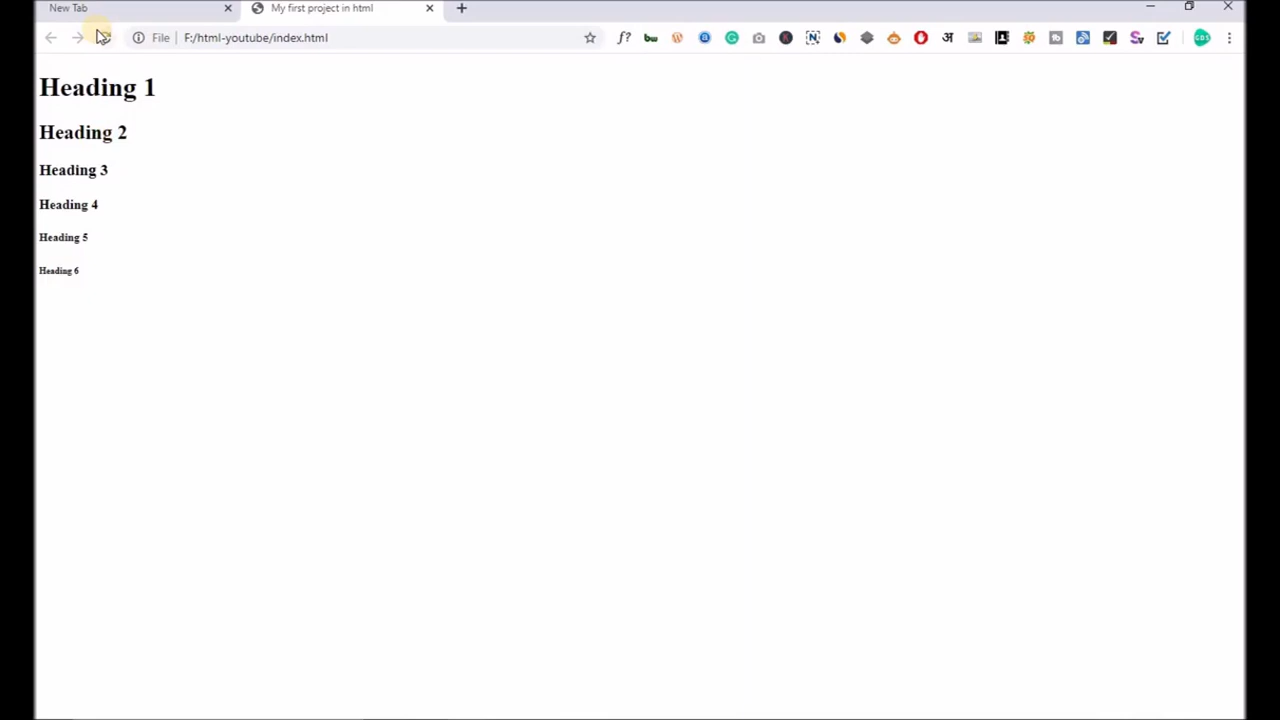 New Tab
My first project in html
File | F:/html-youtube/index.html
Heading 1
Heading 2
Heading 3
Heading 4
Heading 5
Heading 6